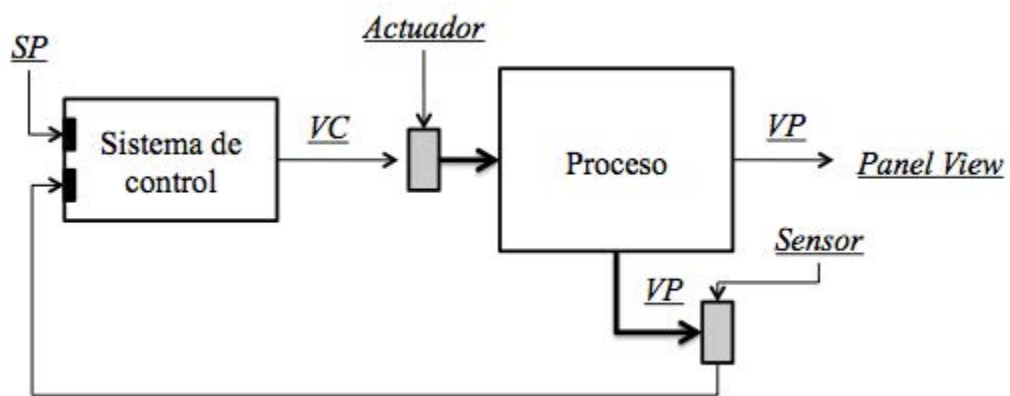 Actuador
SP
Sistema de
control
VC
Proceso
VP
Panel View
Sensor
VP